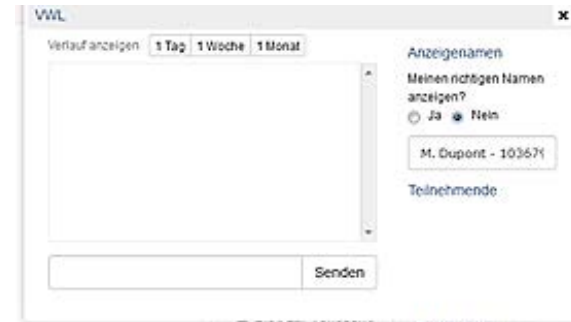 VWL
Verlauf anzeigen 1 Tag 1 Woche 1 Monat
Anzeigenamen
Meinen richtigen Namen
anzeigen?
Ja Nein
M. Dupont - 103679
Teilnehmende
Senden